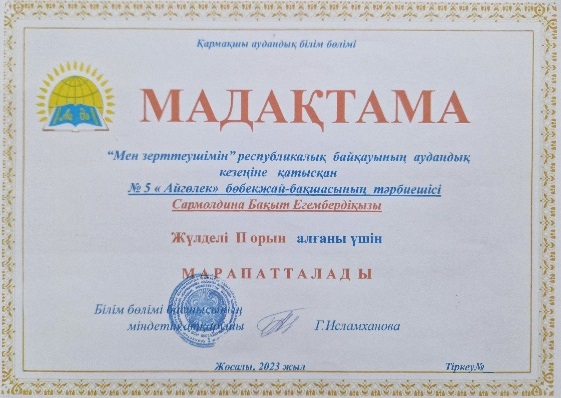 Қармақшы аудандық білім бөлімі
МАДАҚТАМА
“Мен зерттеушімін” республикалық байқауының аудандық
кезеңіне қатысқан
№ 5 « Айгөлек» бөбекжай-бақшасының тәрбиешісі
Сармолдина Бақыт Егембердіқызы
Жүлделі ІІ орын алғаны үшін
МАРАПАТТАЛАДЫ
Білім бөлімі басшысының
міндетін атқарушы Г.Исламханова
Жосалы, 2023 жыл Тіркеу№